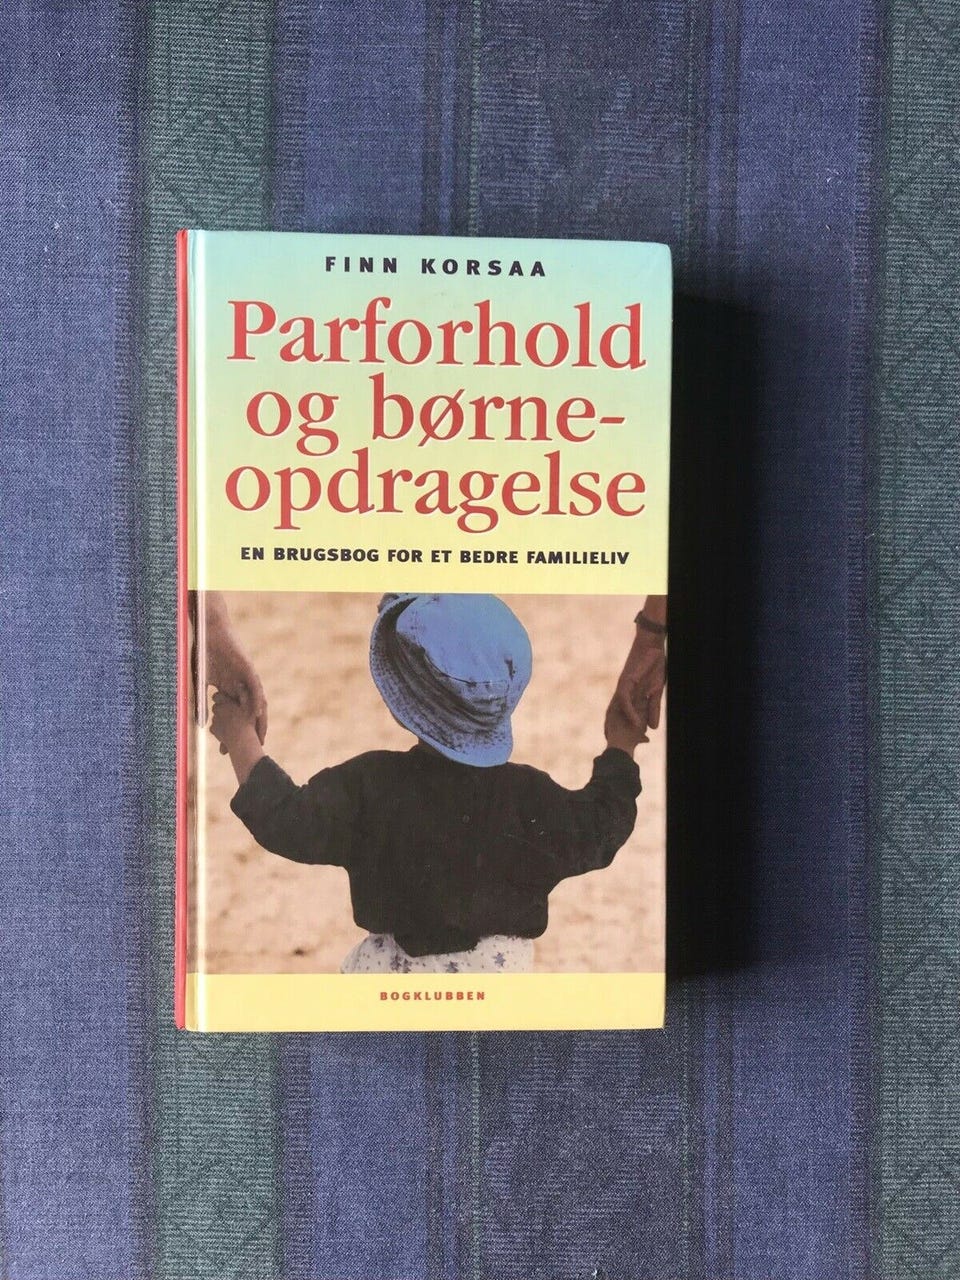 FINN KORSAA
Parforhold
og børne-
opdragelse
EN BRUGSBOG FOR ET BEDRE FAMILIELIV
BOGKLUBBEN